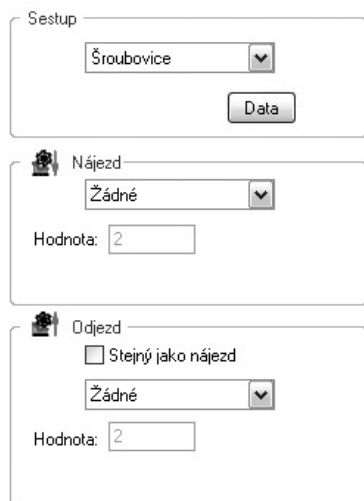 Sestup
Šroubovice
Data
Nájezd
Žádné
Hodnota: 2
Odjezd
Stejný jako nájezd
Žádné
Hodnota: 2